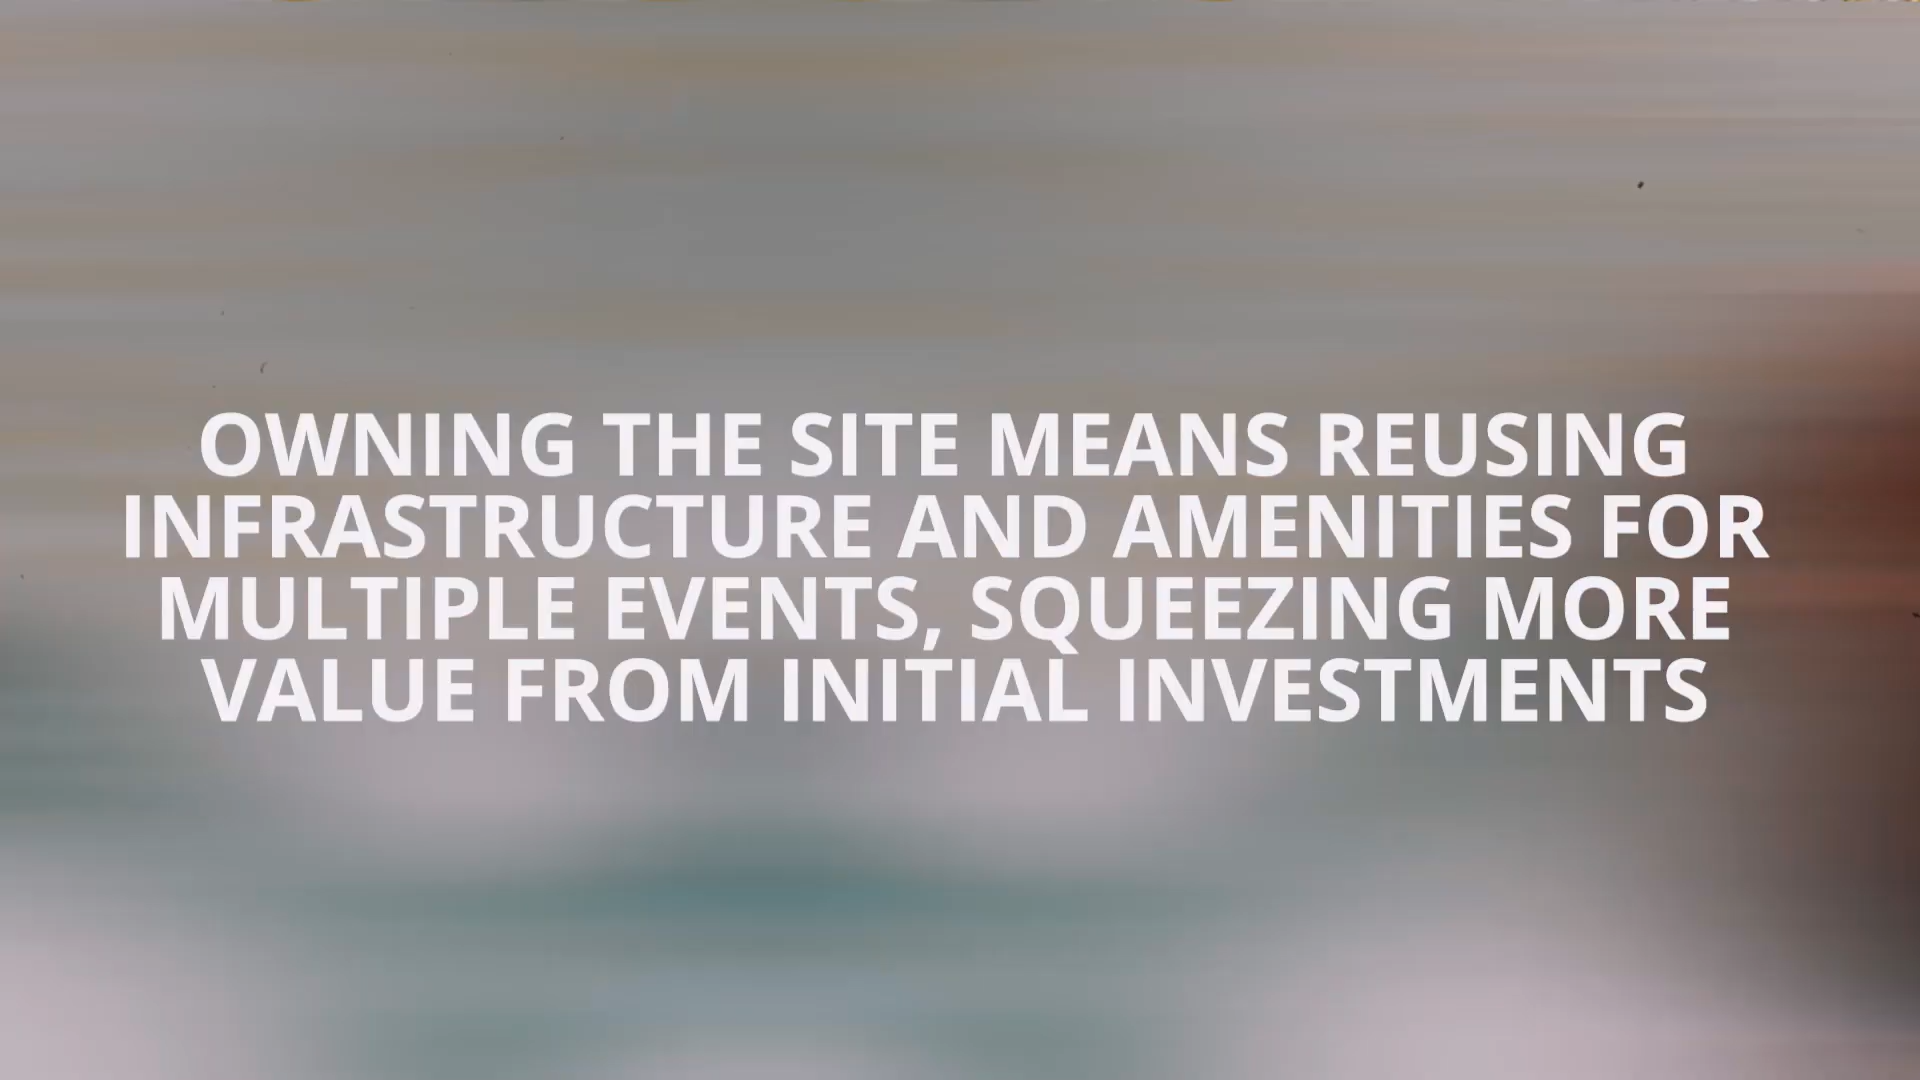 OWNING THE SITE MEANS REUSING
INFRASTRUCTURE AND AMENITIES FOR
MULTIPLE EVENTS, SQUEEZING MORE
VALUE FROM INITIAL INVESTMENTS